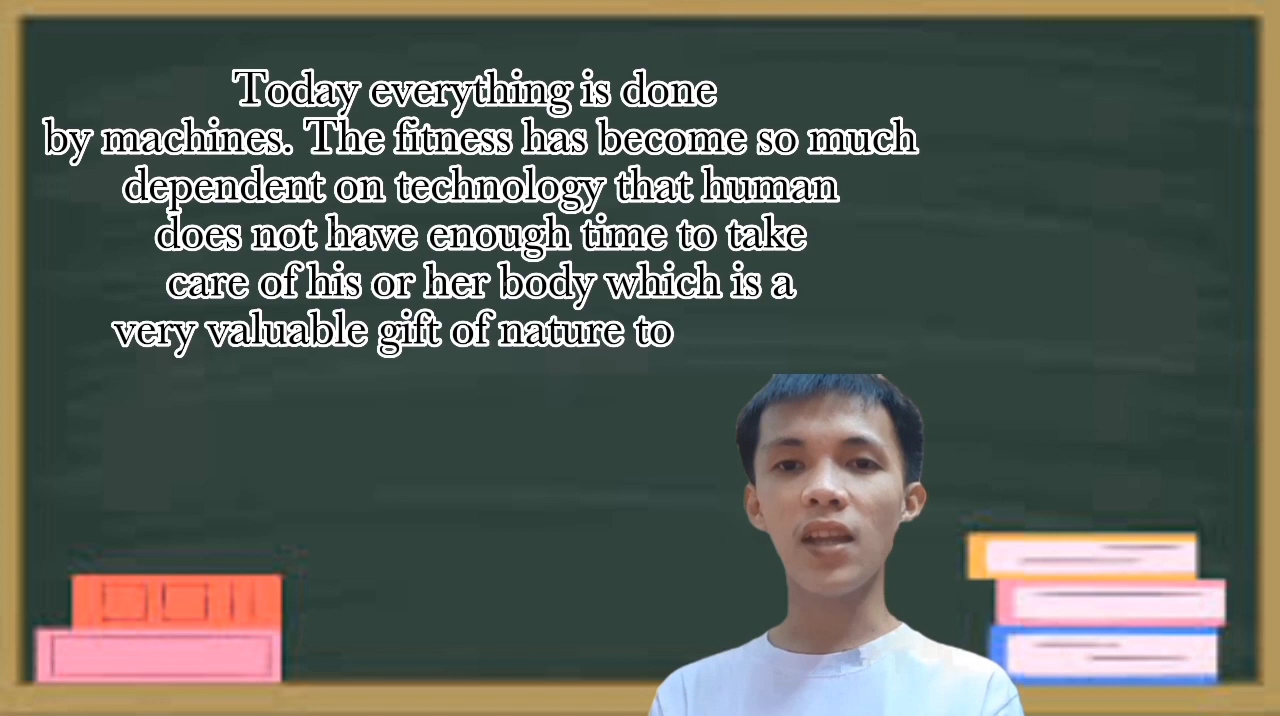 Today everything is done
by machines. The fitness has become so much
dependent on technology that human
does not have enough time to take
care of his or her body which is a
very valuable gift of nature to